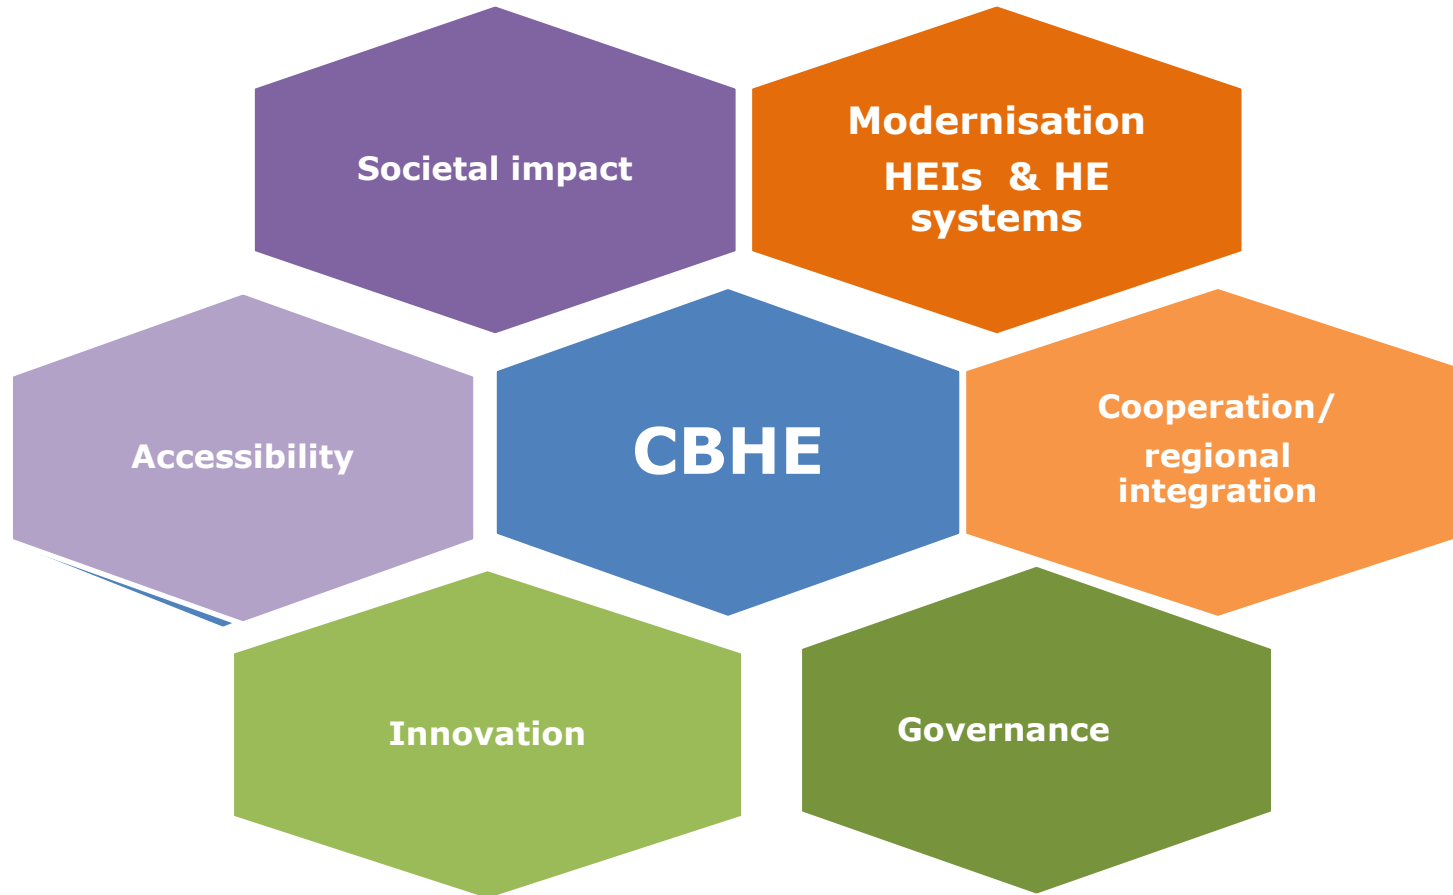 Societal impact
Modernisation
HEIs & HE
systems
Accessibility
CBHE
Cooperation/
regional
integration
Innovation
Governance